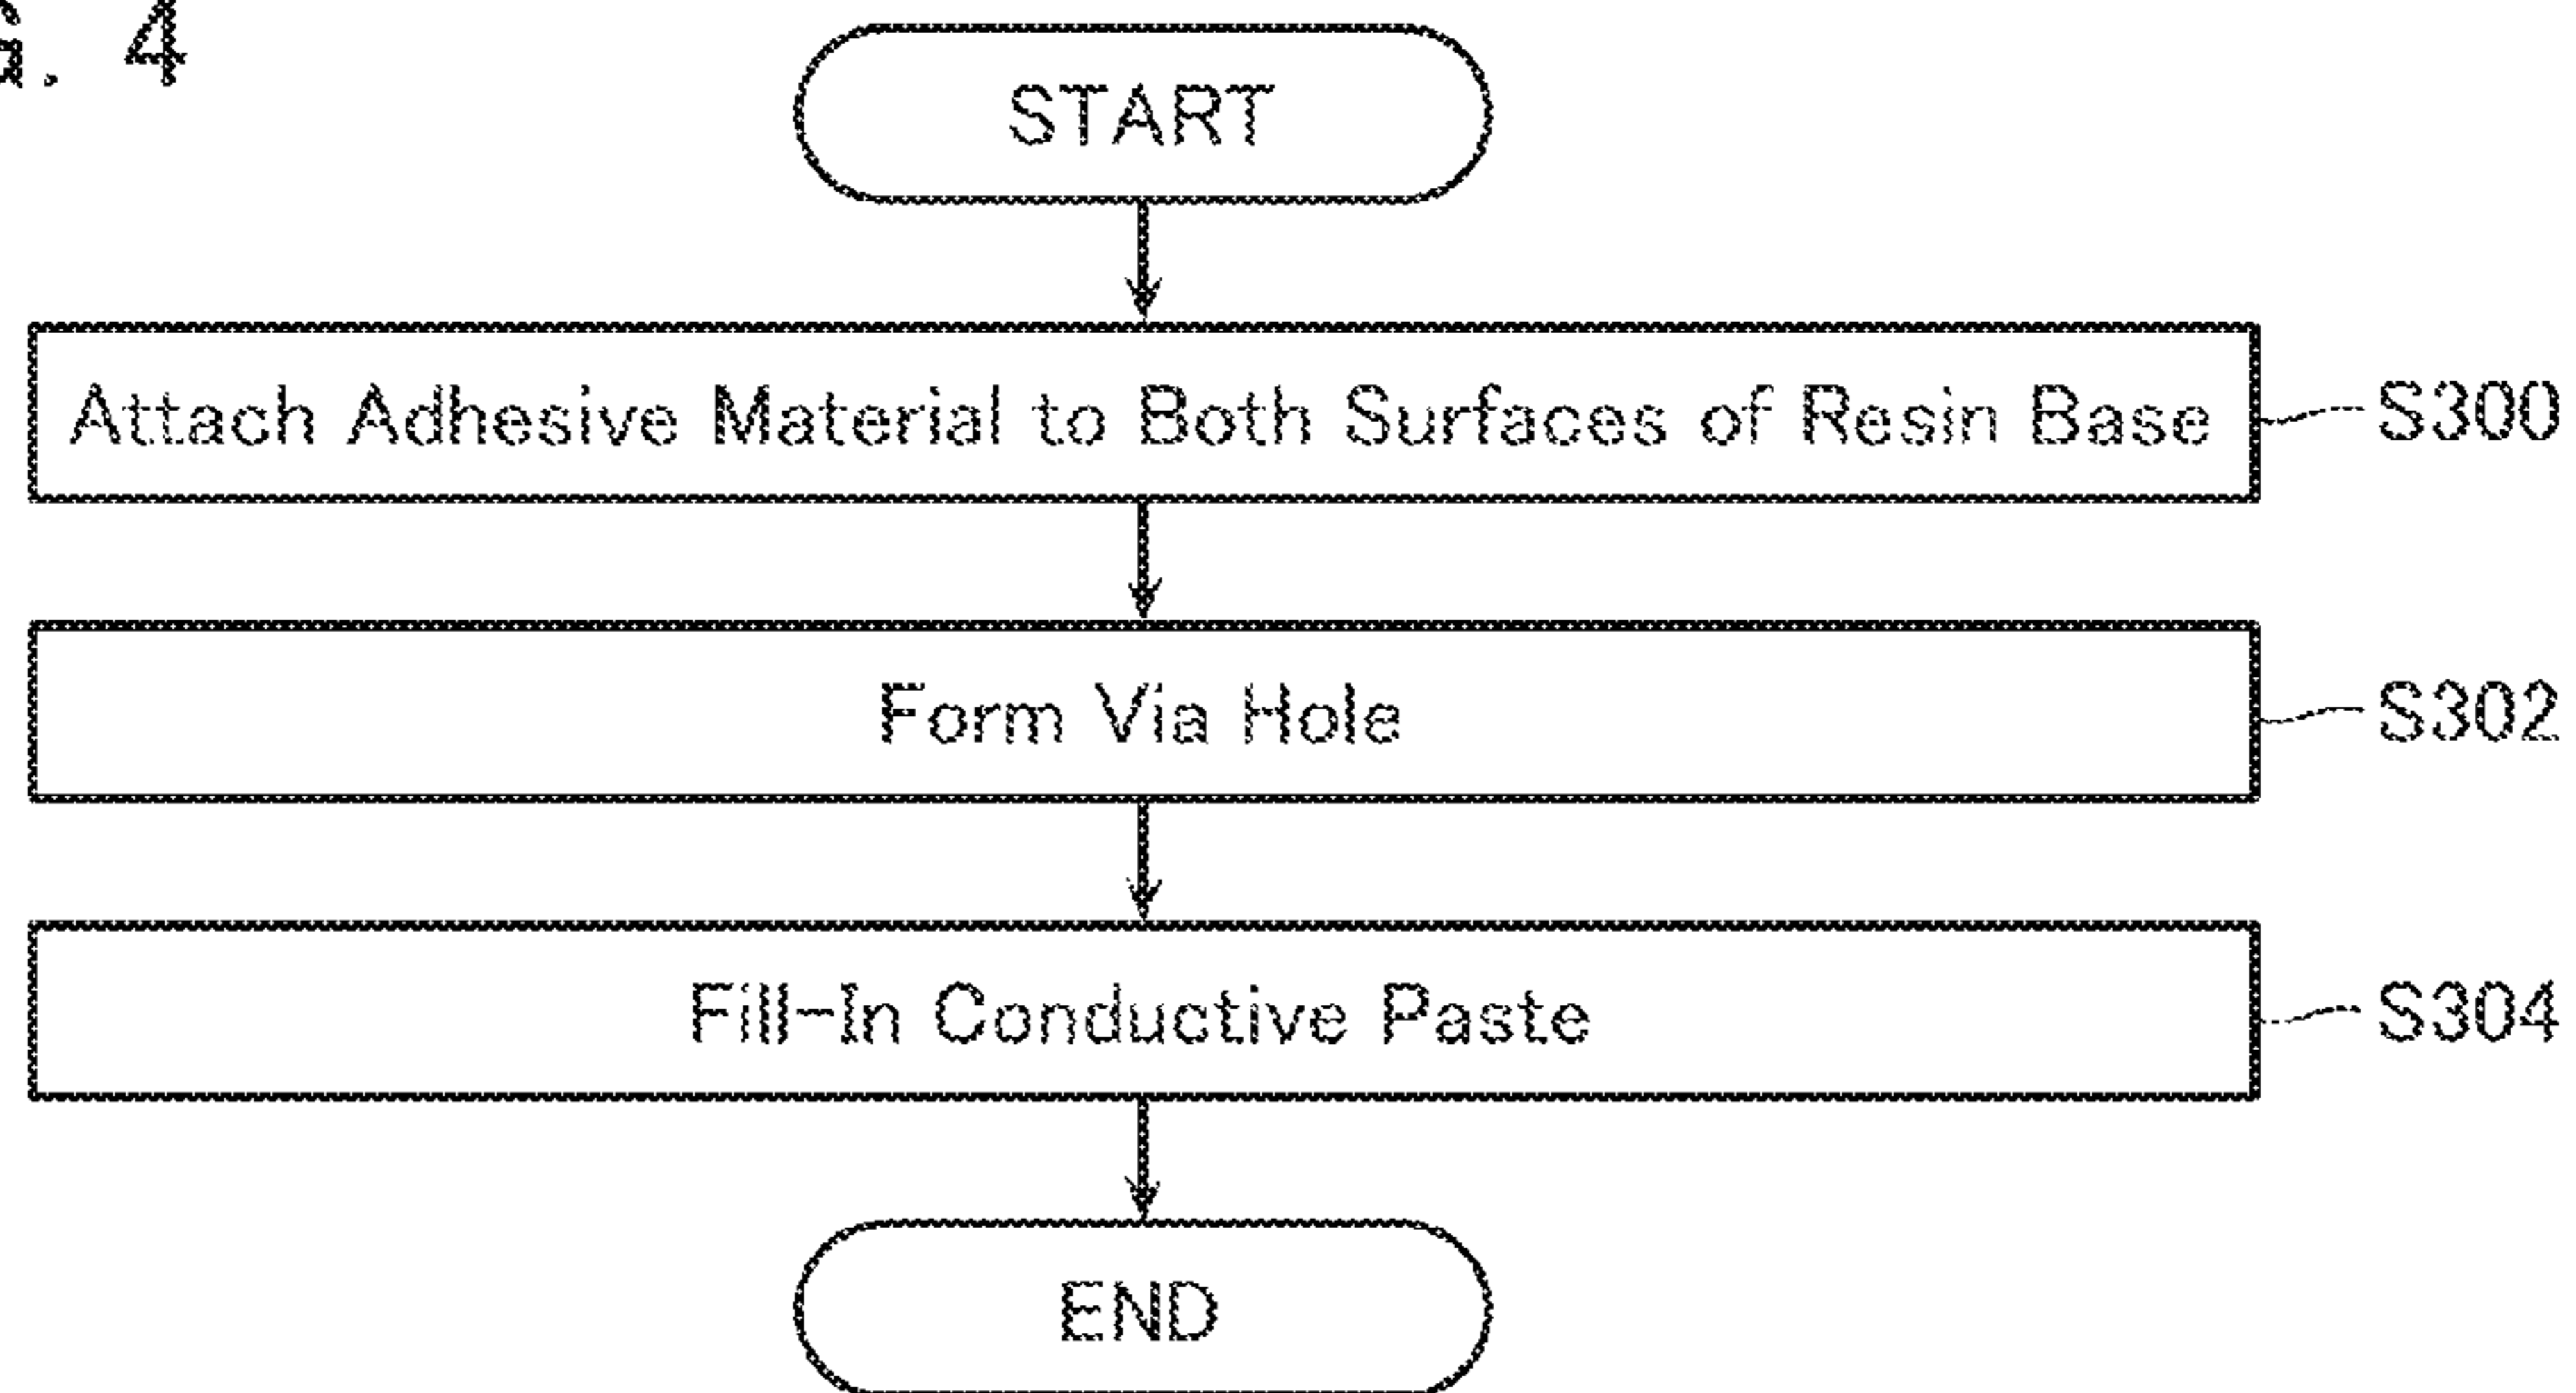 . 4
START
Attach Adhesive Material to Both Surfaces of Resin Base
S300
Form Via Hole
S302
Fill-In Conductive Paste
S304
END